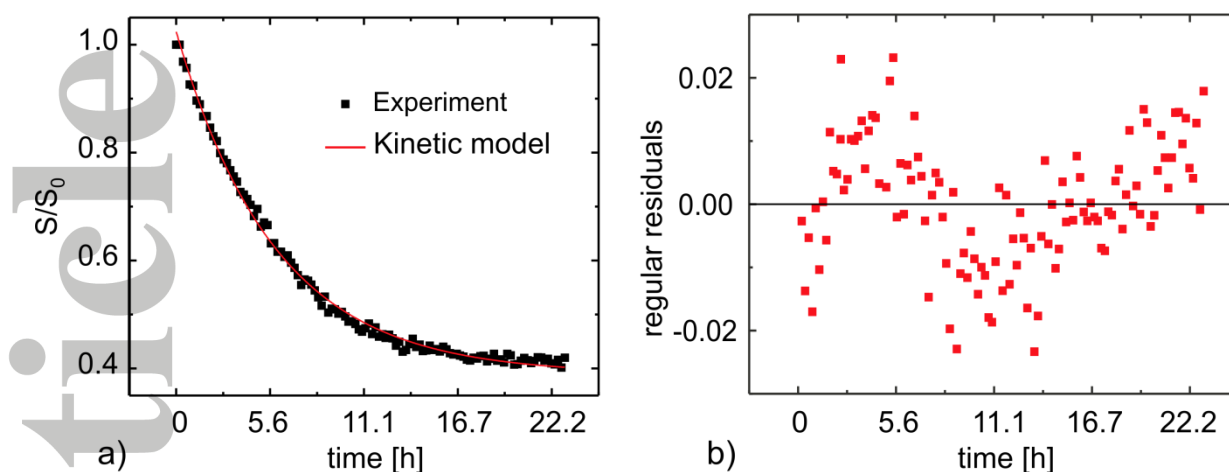 ticle
1.0
0.8
0.6
0.4
S/S0
Experiment
Kinetic model
0 5.6 11.1 16.7 22.2
time [h]
a)
0.02
0.00
-0.02
regular residuals
0 5.6 11.1 16.7 22.2
time [h]
b)